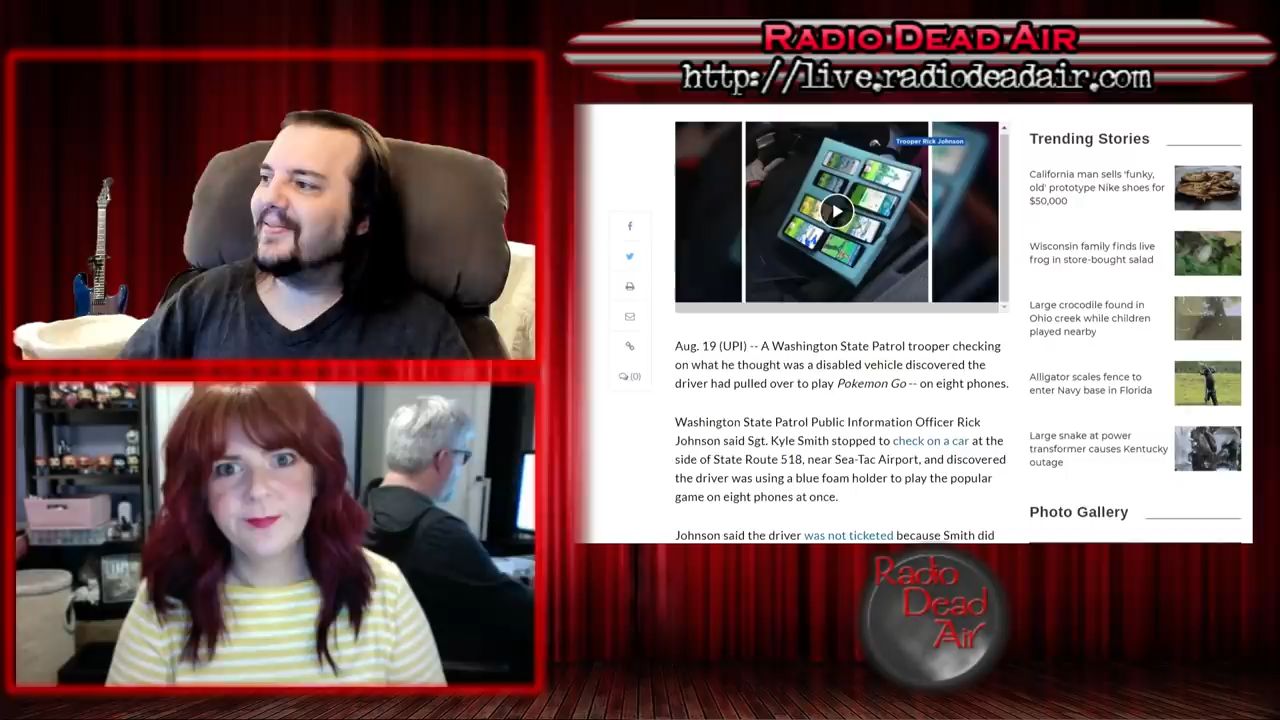 Radio Dead Air
http://live.radiodeadair.com
Trooper Rick Johnson
(0)
Aug. 19 (UPI) -- A Washington State Patrol trooper checking
on what he thought was a disabled vehicle discovered the
driver had pulled over to play Pokemon Go -- on eight phones.
Washington State Patrol Public Information Officer Rick
Johnson said Sgt. Kyle Smith stopped to check on a car at the
side of State Route 518, near Sea-Tac Airport, and discovered
the driver was using a blue foam holder to play the popular
game on eight phones at once.
Johnson said the driver was not ticketed because Smith did
Trending Stories
California man sells 'funky,
old' prototype Nike shoes for
$50,000
Wisconsin family finds live
frog in store-bought salad
Large crocodile found in
Ohio creek while children
played nearby
Alligator scales fence to
enter Navy base in Florida
Large snake at power
transformer causes Kentucky
outage
Photo Gallery
Radio
Dead
Air